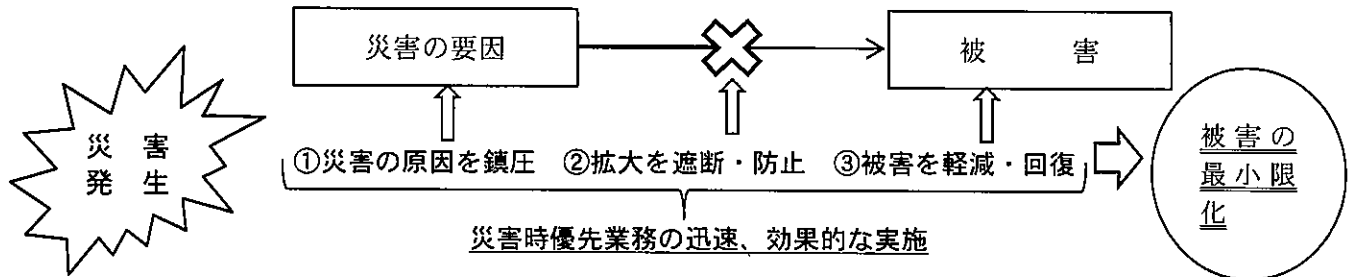 災害の要因
被害
災害
発生
①災害の原因を鎮圧 ②拡大を遮断・防止 ③被害を軽減・回復
被害の
最小限
化
災害時優先業務の迅速、効果的な実施